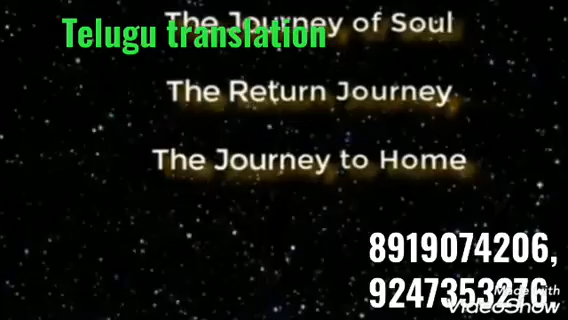 The Journey of Soul
Telugu translation
The Return Journey
The Journey to Home
8919074206,
9247353276,
Made with
VideoShow